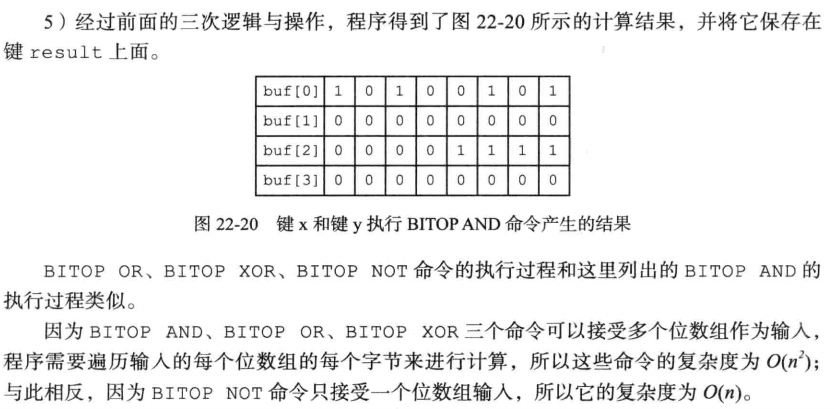 5）经过前面的三次逻辑与操作，程序得到了图 22-20 所示的计算结果，并将它保存在
键 result 上面。
buf[0] 1 0 1 0 0 1 0 1
buf[1] 0 0 0 0 0 0 0 0
buf[2] 0 0 0 0 1 1 1 1
buf[3] 0 0 0 0 0 0 0 0
图 22-20 键 x 和键 y 执行 BITOP AND 命令产生的结果
BITOP OR、BITOP XOR、BITOP NOT 命令的执行过程和这里列出的 BITOP AND 的
执行过程类似。
因为 BITOP AND、BITOP OR、BITOP XOR 三个命令可以接受多个位数组作为输入，
程序需要遍历输入的每个位数组的每个字节来进行计算，所以这些命令的复杂度为 O(n²)；
与此相反，因为 BITOP NOT 命令只接受一个位数组输入，所以它的复杂度为 O(n)。